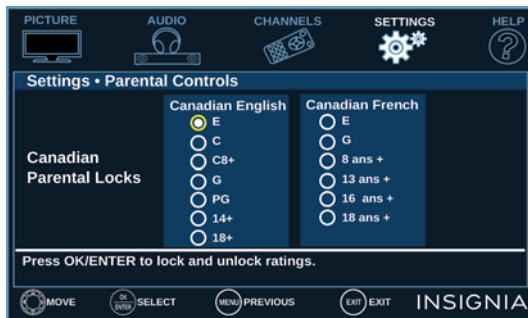 PICTURE AUDIO CHANNELS SETTINGS HELP
Settings • Parental Controls
Canadian English
E
C
C8+
G
PG
14+
18+
Canadian French
E
G
8 ans +
13 ans +
16 ans +
18 ans +
Canadian
Parental Locks
Press OK/ENTER to lock and unlock ratings.
MOVE OK ENTER SELECT MENU PREVIOUS EXIT EXIT INSIGNIA